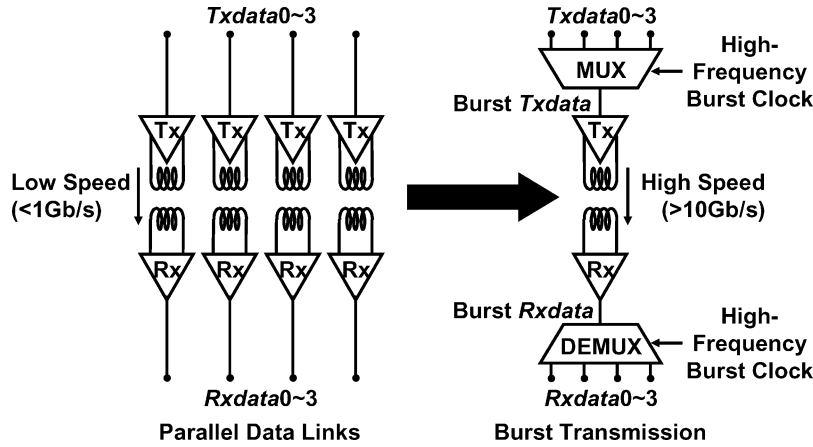 Txdata0~3
Tx Tx Tx Tx
Low Speed
(<1Gb/s)
Rx Rx Rx Rx
Rxdata0~3
Parallel Data Links
Txdata0~3
MUX
High-
Frequency
Burst Clock
Burst Txdata
Tx
High Speed
(>10Gb/s)
Rx
Burst Rxdata
DEMUX
High-
Frequency
Burst Clock
Rxdata0~3
Burst Transmission